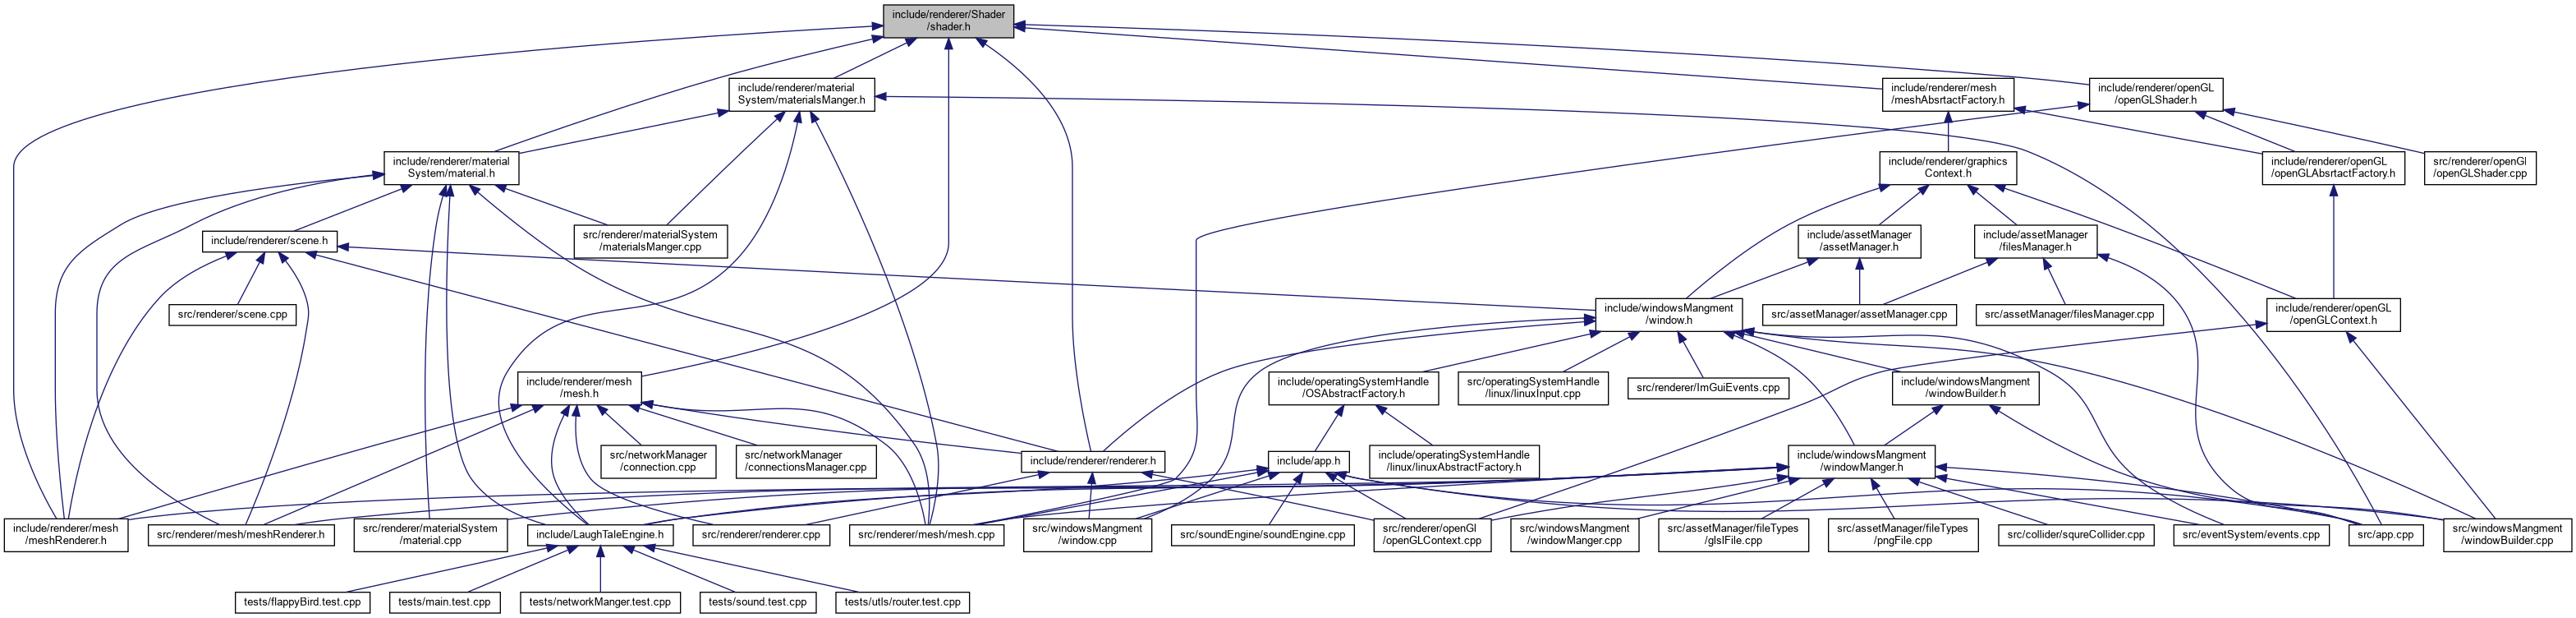 include/renderer/Shader
/shader.h
include/renderer/material
System/materialsManger.h
include/renderer/mesh
/meshAbsrtactFactory.h
include/renderer/openGL
/openGLShader.h
include/renderer/material
System/material.h
include/renderer/graphics
Context.h
include/renderer/openGL
/openGLAbsrtactFactory.h
src/renderer/openGl
/openGLShader.cpp
include/renderer/scene.h
src/renderer/materialSystem
/materialsManger.cpp
include/assetManager
/assetManager.h
include/assetManager
/filesManager.h
src/renderer/scene.cpp
include/windowsMangment
/window.h
src/assetManager/assetManager.cpp
src/assetManager/filesManager.cpp
include/renderer/openGL
/openGLContext.h
include/renderer/mesh
/mesh.h
include/operatingSystemHandle
/OSAbstractFactory.h
src/operatingSystemHandle
/linux/linuxInput.cpp
src/renderer/ImGuiEvents.cpp
include/windowsMangment
/windowBuilder.h
src/networkManager
/connection.cpp
src/networkManager
/connectionsManager.cpp
include/renderer/renderer.h
include/app.h
include/operatingSystemHandle
/linux/linuxAbstractFactory.h
include/windowsMangment
/windowManger.h
include/renderer/mesh
/meshRenderer.h
src/renderer/mesh/meshRenderer.h
src/renderer/materialSystem
/material.cpp
include/LaughTaleEngine.h
src/renderer/renderer.cpp
src/renderer/mesh/mesh.cpp
src/windowsMangment
/window.cpp
src/soundEngine/soundEngine.cpp
src/renderer/openGl
/openGLContext.cpp
src/windowsMangment
/windowManger.cpp
src/assetManager/fileTypes
/glslFile.cpp
src/assetManager/fileTypes
/pngFile.cpp
src/collider/squreCollider.cpp
src/eventSystem/events.cpp
src/app.cpp
src/windowsMangment
/windowBuilder.cpp
tests/flappyBird.test.cpp
tests/main.test.cpp
tests/networkManger.test.cpp
tests/sound.test.cpp
tests/utls/router.test.cpp